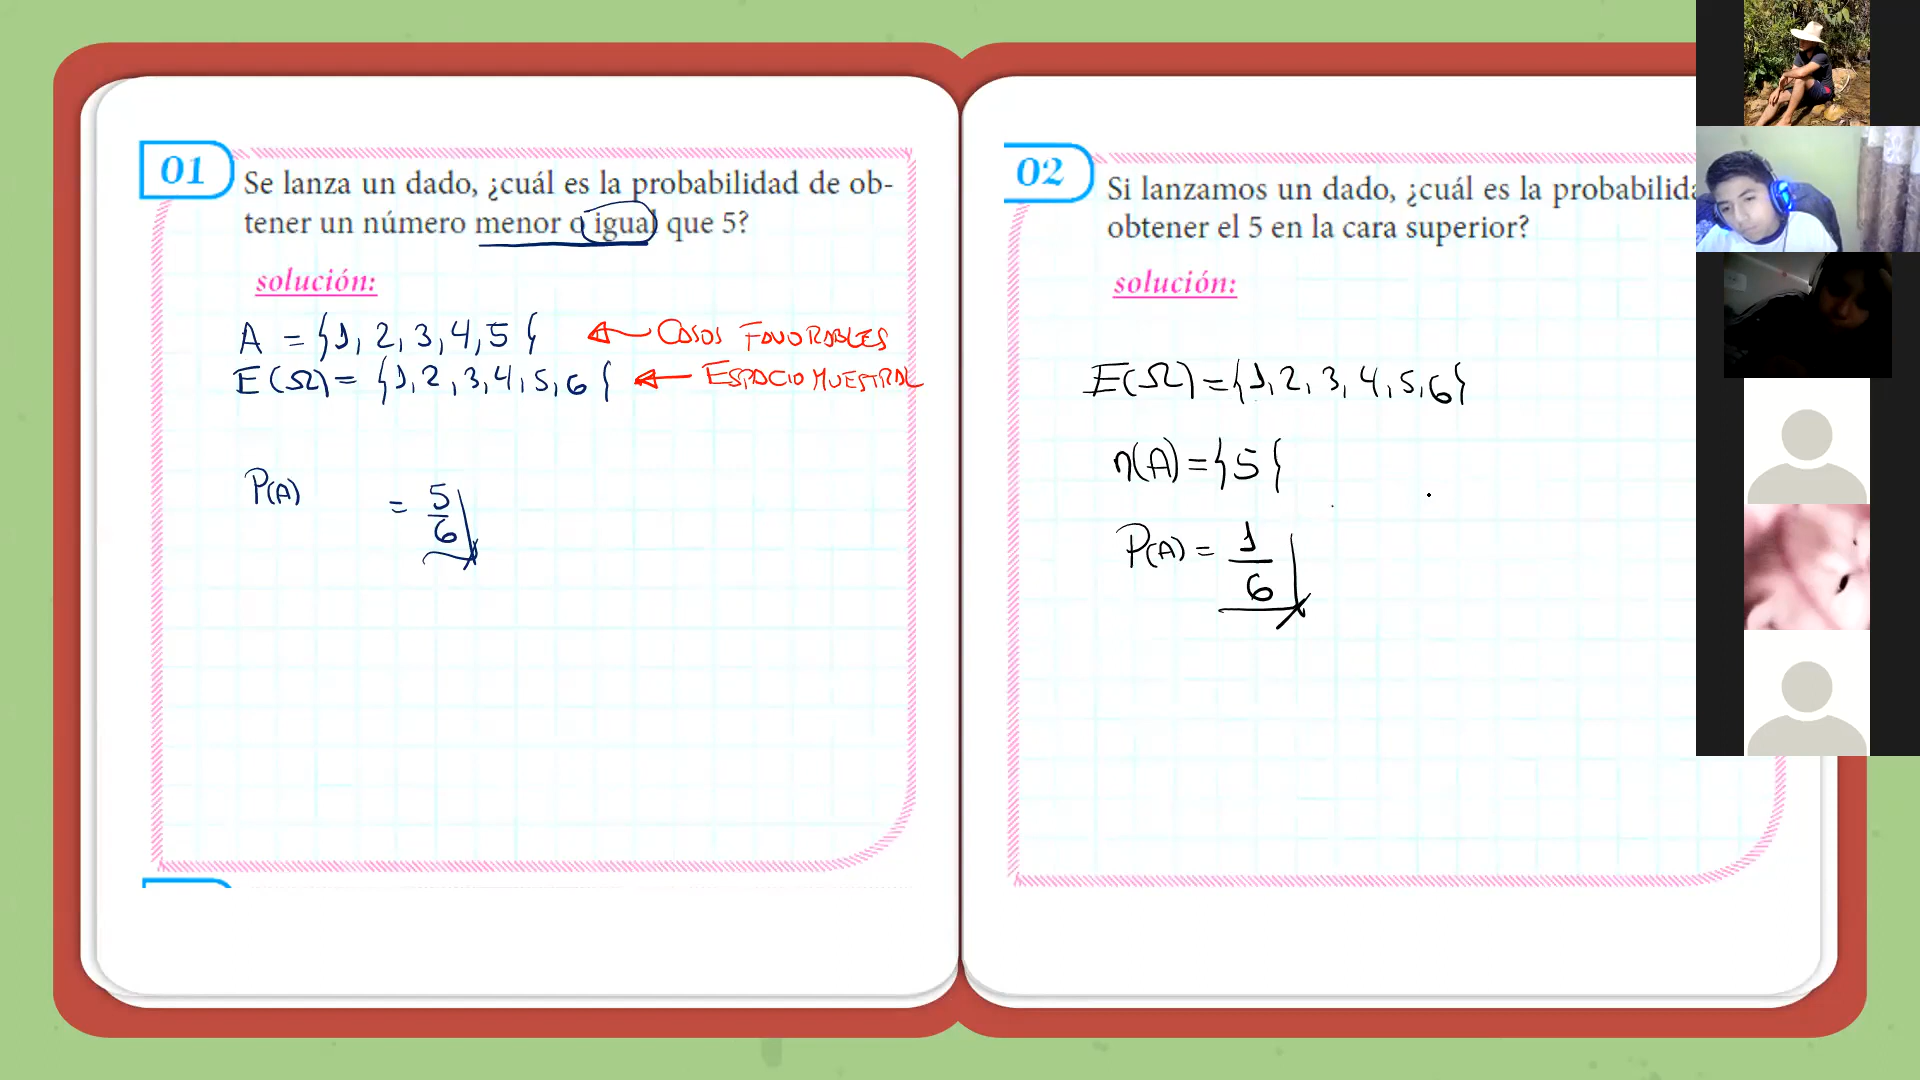 01
Se lanza un dado, ¿cuál es la probabilidad de ob-
tener un número menor o igual que 5?
solución:
A = {1, 2, 3, 4, 5} ← CASOS FAVORABLES
E(Ω) = {1, 2, 3, 4, 5, 6} ← ESPACIO MUESTRAL
P(A) = 5/6
02
Si lanzamos un dado, ¿cuál es la
obtener el 5 en la cara superior?
solución:
E(Ω) = {1, 2, 3, 4, 5, 6}
n(A) = {5}
P(A) = 1/6